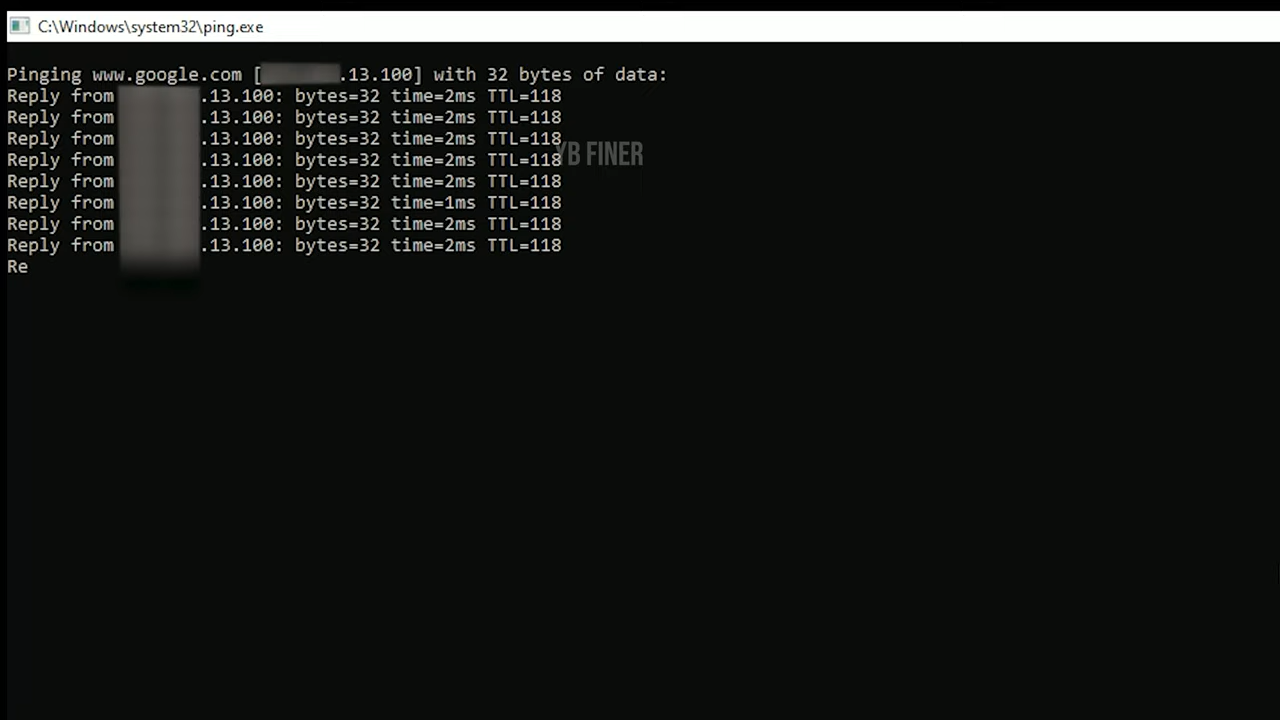 C:\Windows\system32\ping.exe
Pinging www.google.com [ .13.100] with 32 bytes of data:
Reply from .13.100: bytes=32 time=2ms TTL=118
Reply from .13.100: bytes=32 time=2ms TTL=118
Reply from .13.100: bytes=32 time=2ms TTL=118
Reply from .13.100: bytes=32 time=2ms TTL=118
YB FINER
Reply from .13.100: bytes=32 time=2ms TTL=118
Reply from .13.100: bytes=32 time=1ms TTL=118
Reply from .13.100: bytes=32 time=2ms TTL=118
Reply from .13.100: bytes=32 time=2ms TTL=118
Re